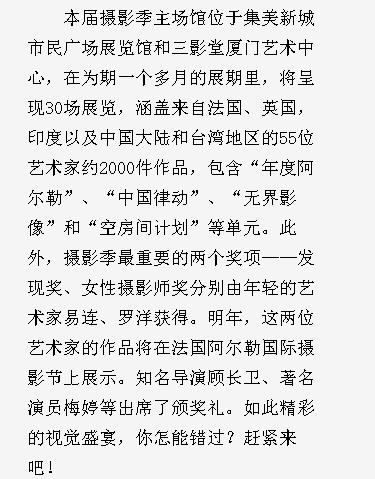 本届摄影季主场馆位于集美新城
市民广场展览馆和三影堂厦门艺术中
心，在为期一个多月的展期里，将呈
现30场展览，涵盖来自法国、英国，
印度以及中国大陆和台湾地区的55位
艺术家约2000件作品，包含“年度阿
尔勒”、“中国律动”、“无界影
像”和“空房间计划”等单元。此
外，摄影季最重要的两个奖项——发
现奖、女性摄影师奖分别由年轻的艺
术家易连、罗洋获得。明年，这两位
艺术家的作品将在法国阿尔勒国际摄
影节上展示。知名导演顾长卫、著名
演员梅婷等出席了颁奖礼。如此精彩
的视觉盛宴，你怎能错过？赶紧来
吧！